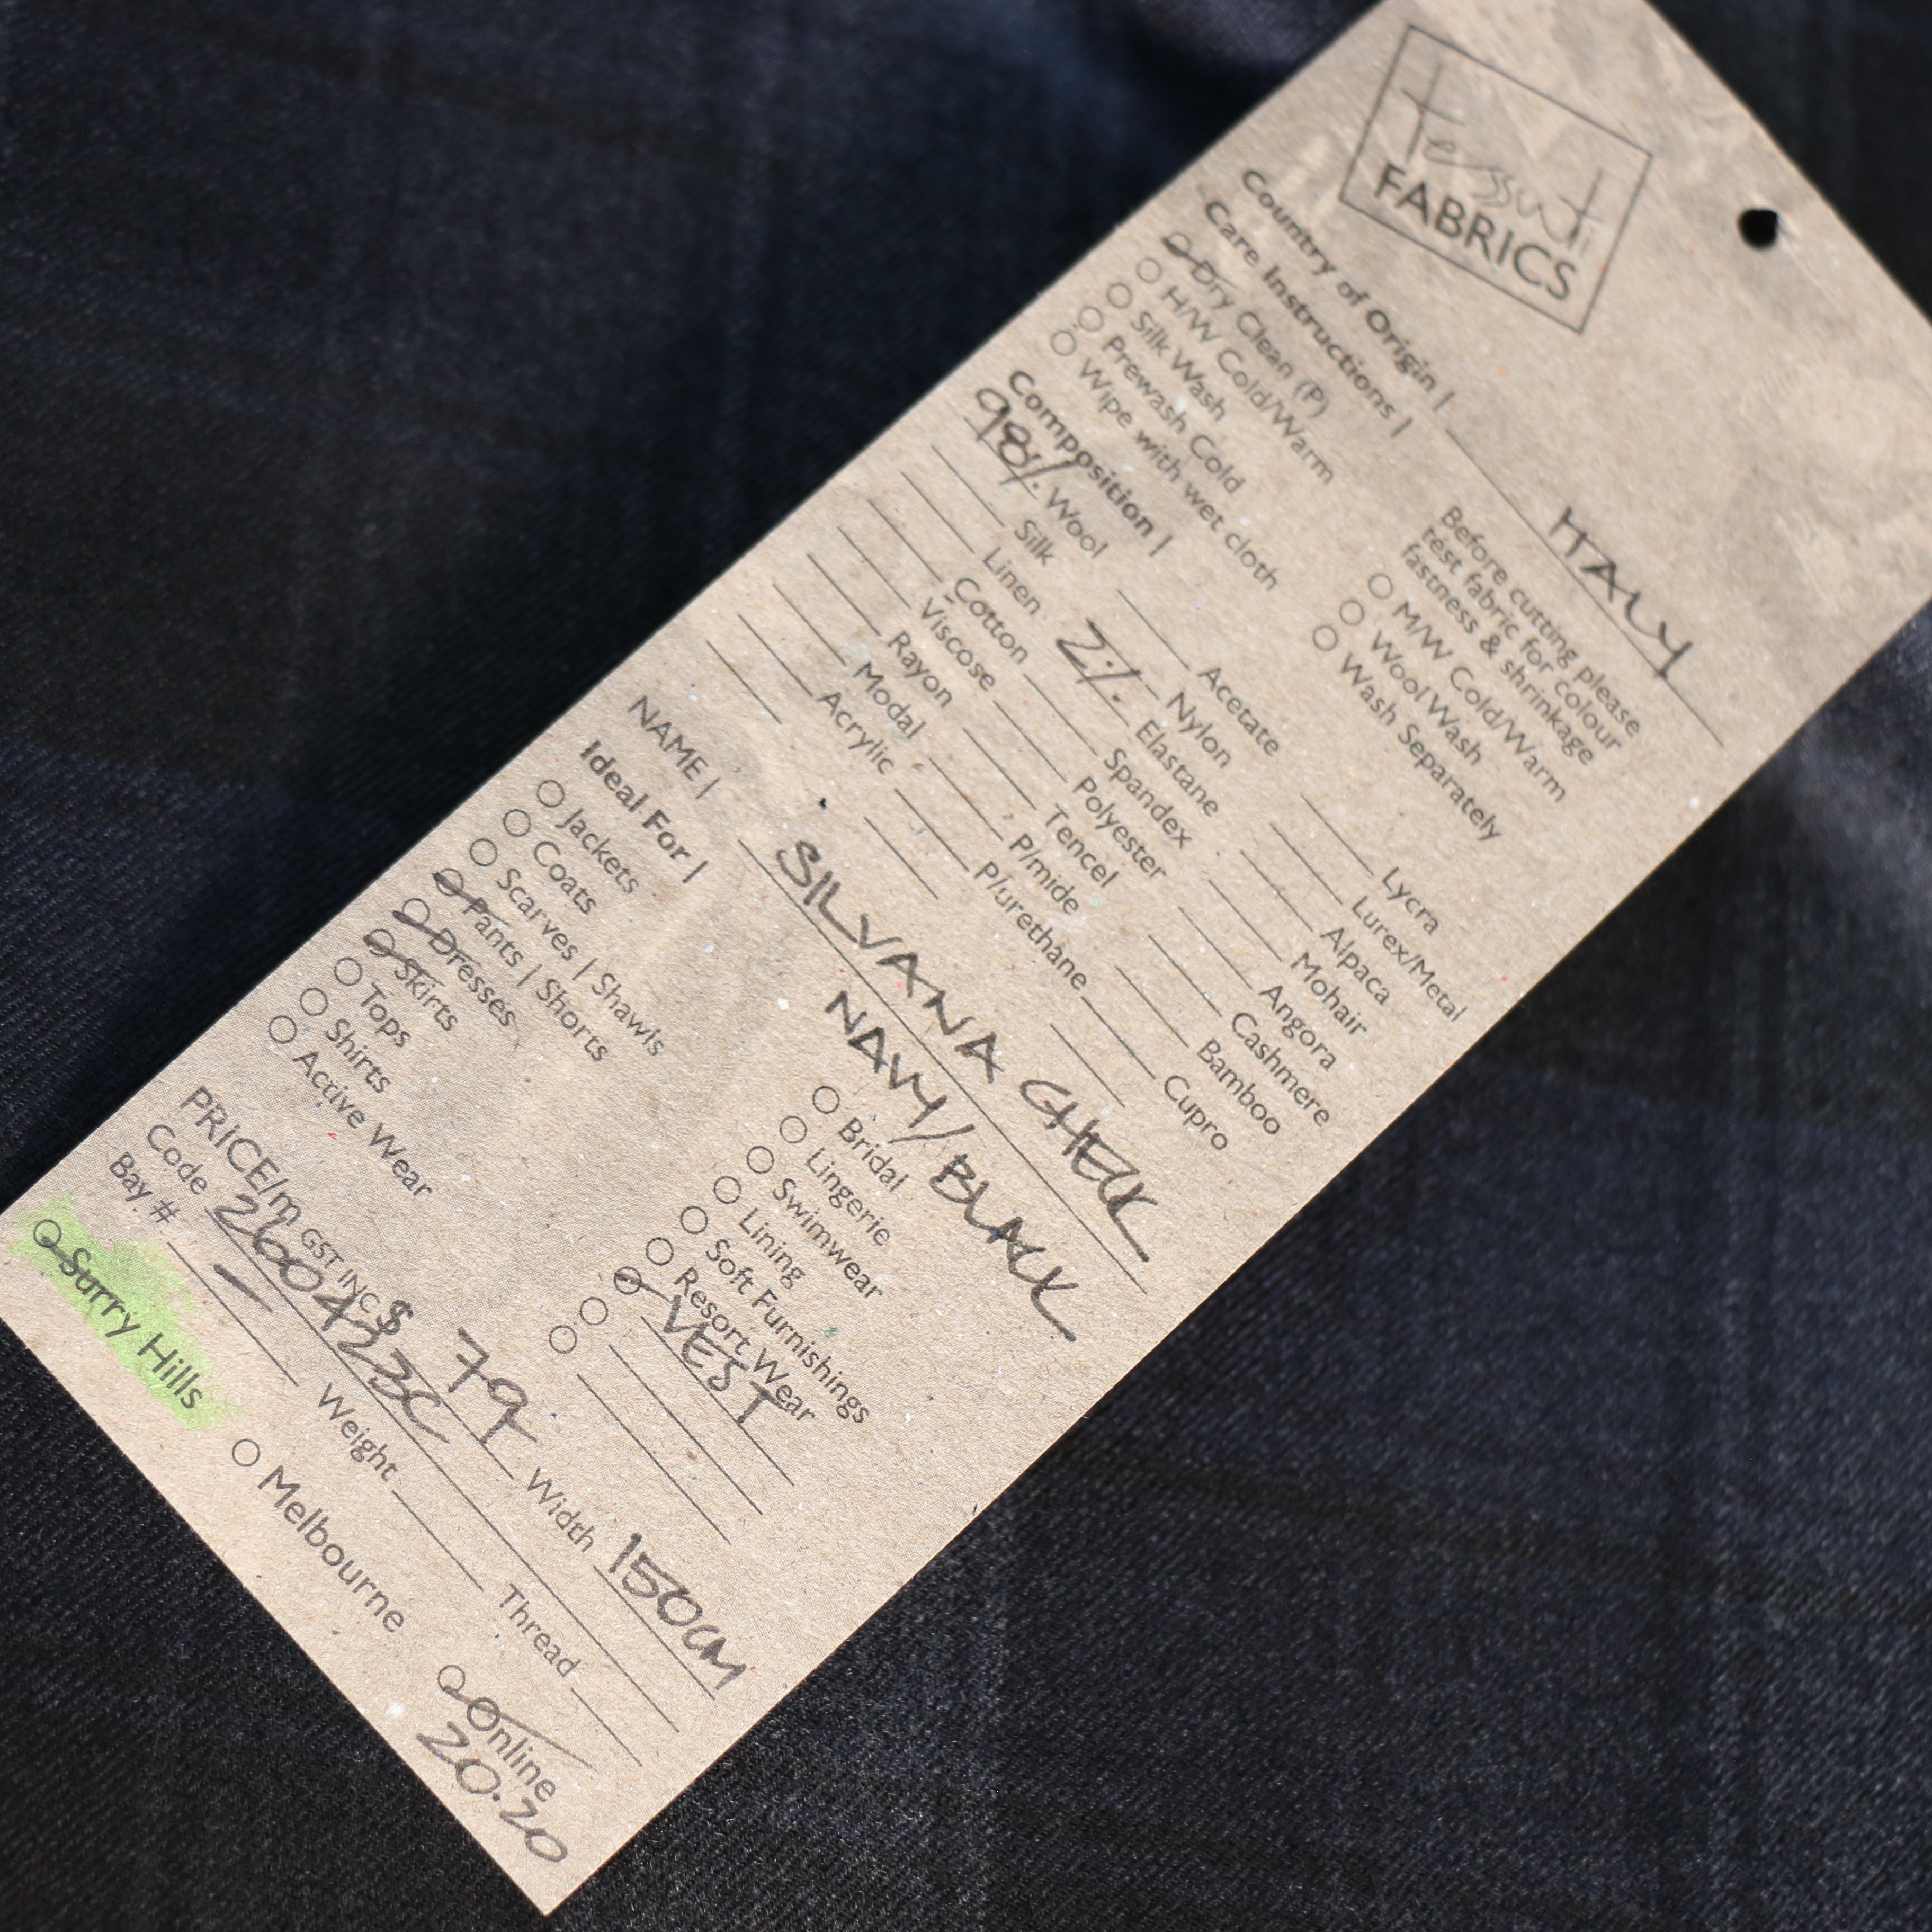 tessuti
FABRICS
Country of Origin | ITALY
Care Instructions |
Before cutting please
test fabric for colour
fastness & shrinkage
Dry Clean (P)
H/W Cold/Warm
Silk Wash
Prewash Cold
Wipe with wet cloth
M/W Cold/Warm
Wool Wash
Wash Separately
Composition |
98% Wool
Silk
Linen
Cotton
Viscose
Rayon
Modal
Acrylic
Acetate
Nylon
2% Elastane
Spandex
Polyester
Tencel
P/mide
P/urethane
Lycra
Lurex/Metal
Alpaca
Mohair
Angora
Cashmere
Bamboo
Cupro
NAME | SILVANA CHECK
NAVY/BLACK
Ideal For |
Jackets
Coats
Scarves | Shawls
Pants | Shorts
Dresses
Skirts
Tops
Shirts
Active Wear
Bridal
Lingerie
Swimwear
Lining
Soft Furnishings
Resort Wear
VEST
PRICE/m GST INC $ 79 Width 150CM
Code 260423C
Bay # — Weight Thread
Surry Hills Melbourne Online
20.20